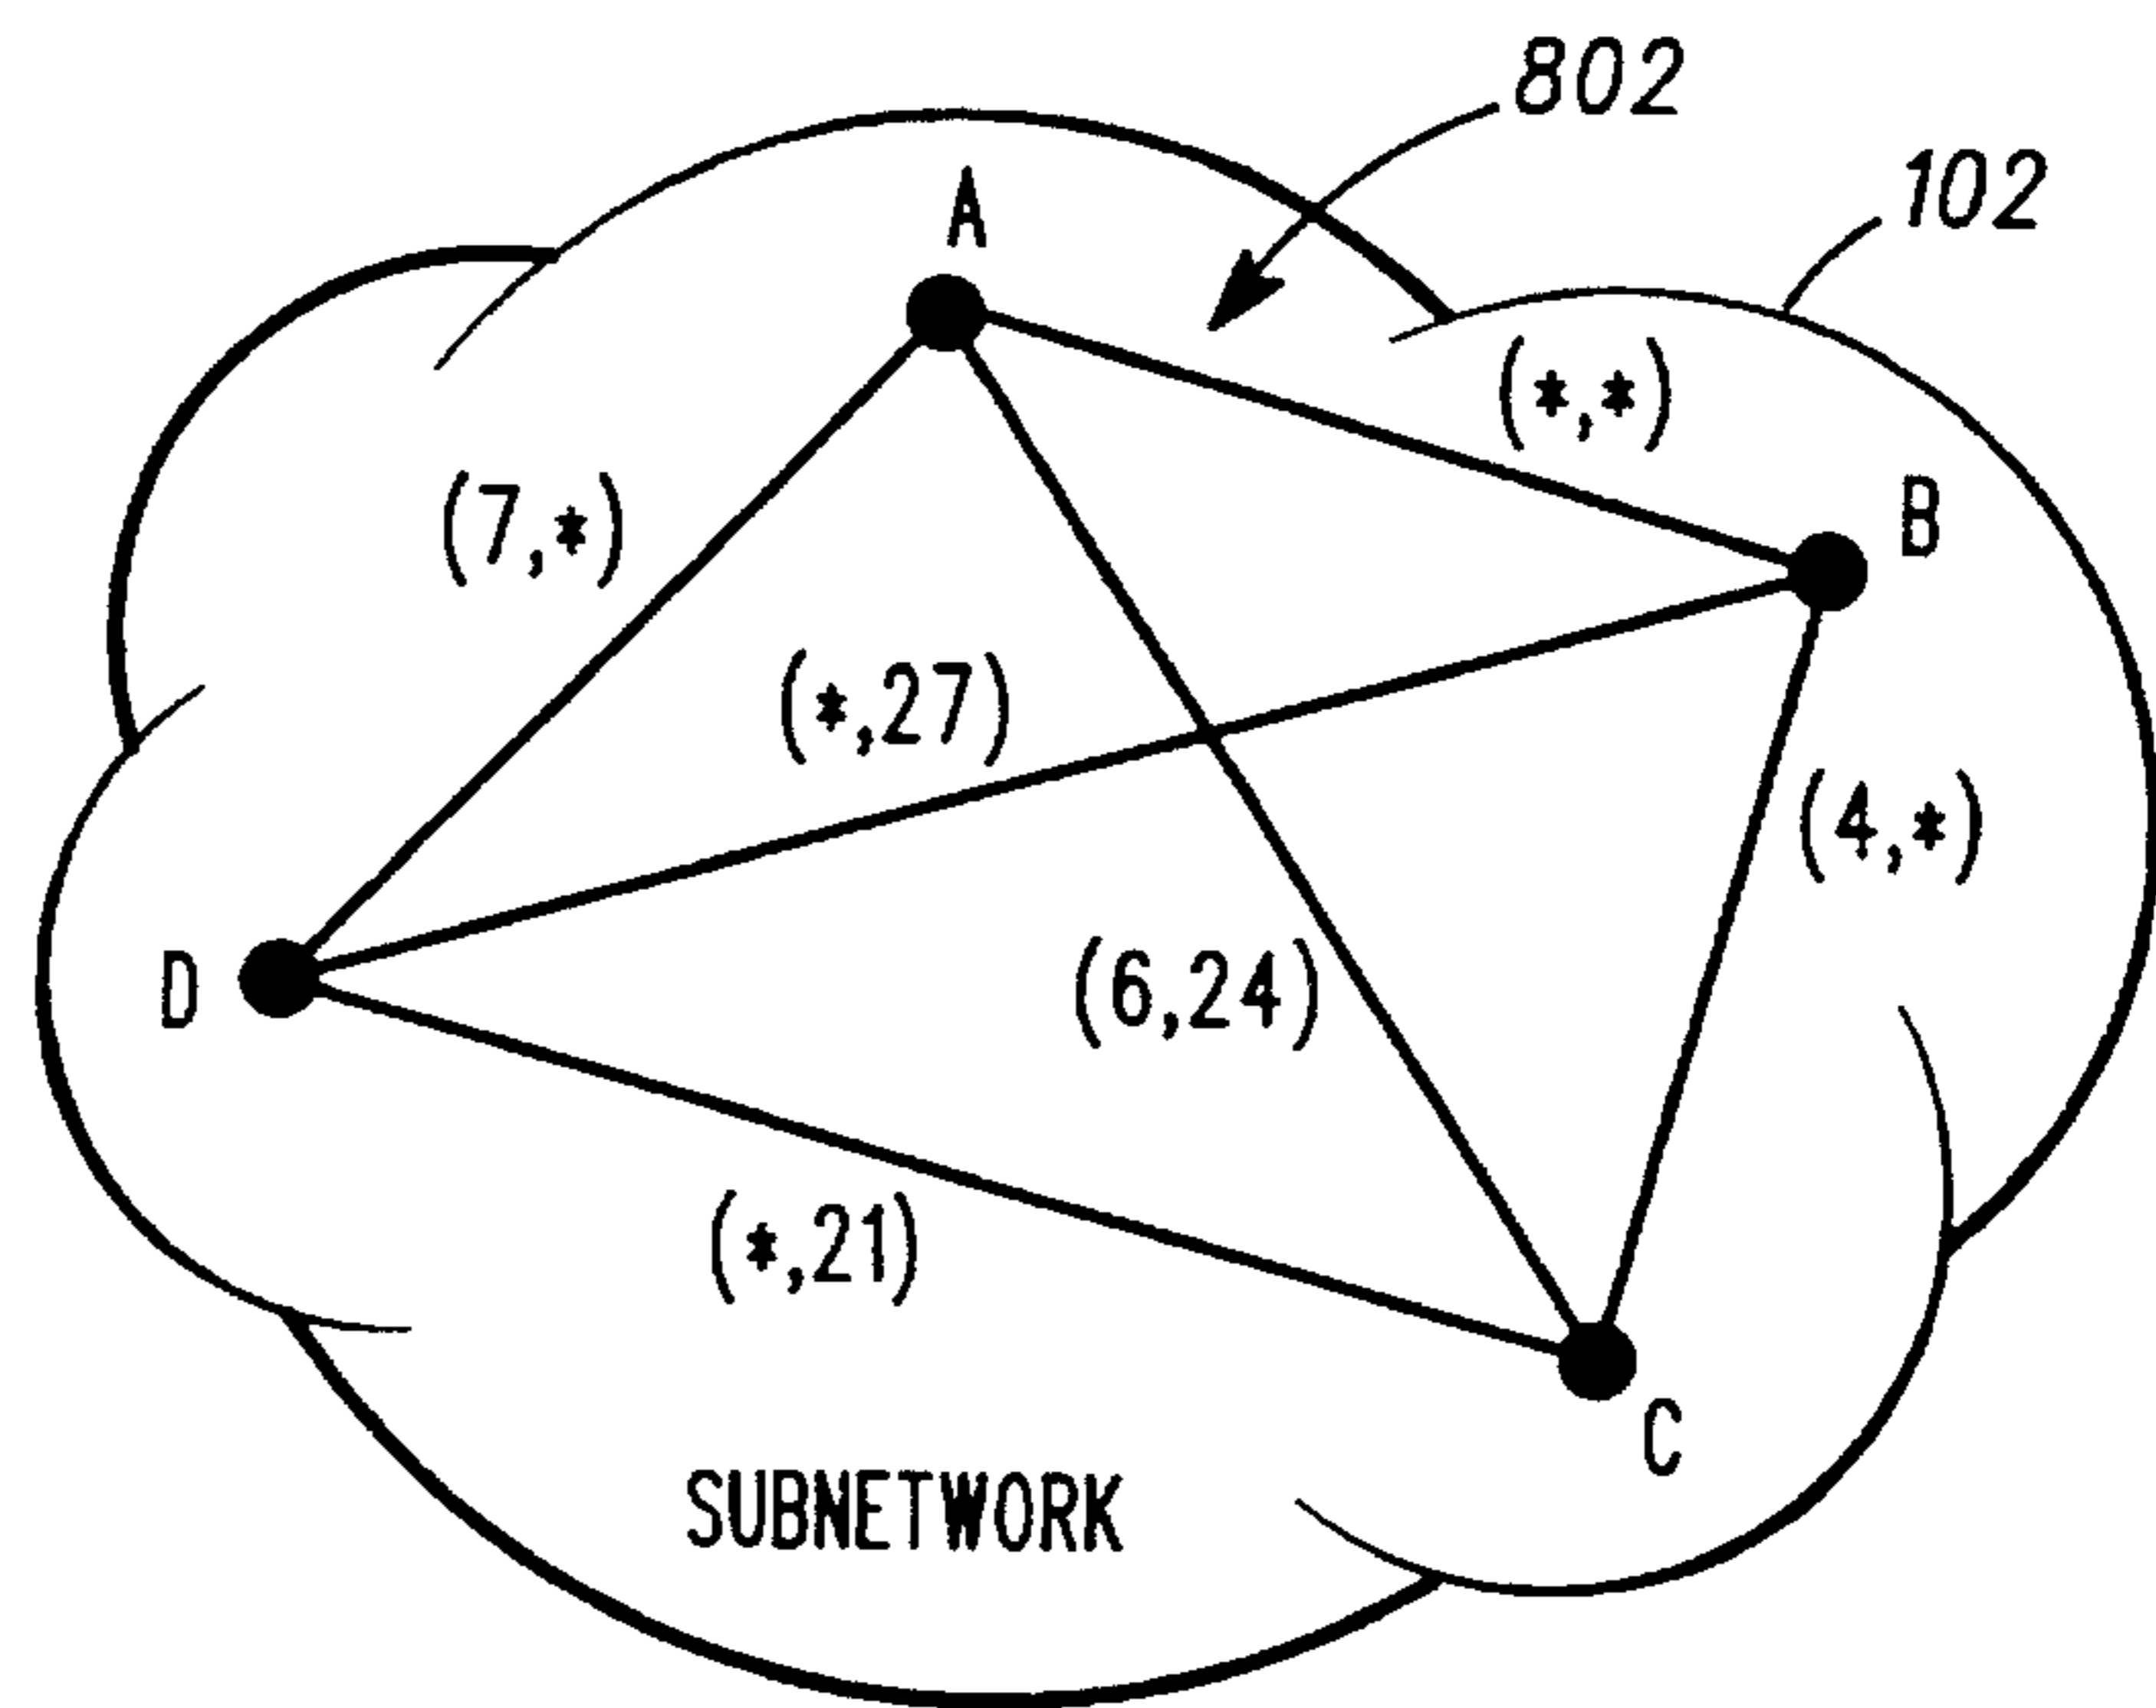 802
102
A
(*,*)
(7,*)
B
(*,27)
(4,*)
D
(6,24)
(*,21)
C
SUBNETWORK